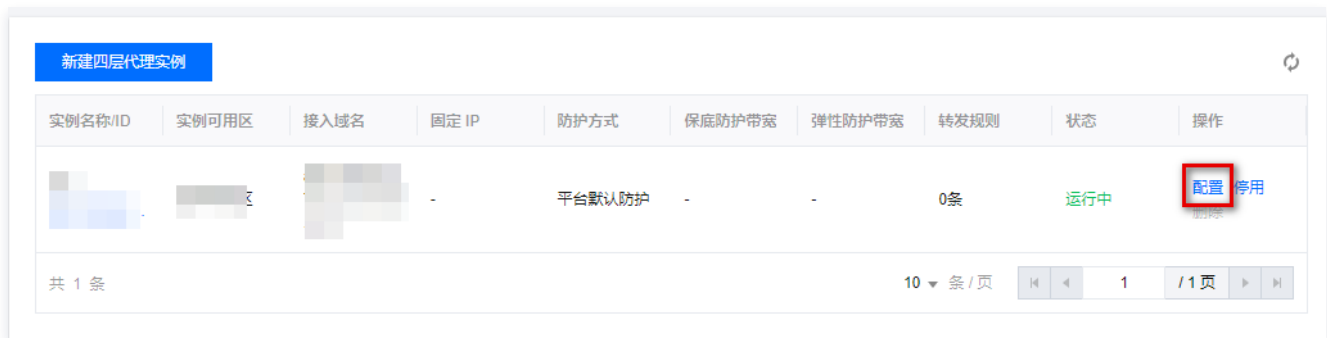 新建四层代理实例
实例名称/ID 实例可用区 接入域名 固定 IP 防护方式 保底防护带宽 弹性防护带宽 转发规则 状态 操作
区 - 平台默认防护 - - 0条 运行中 配置 停用
删除
共 1 条 10 条 / 页 1 / 1 页